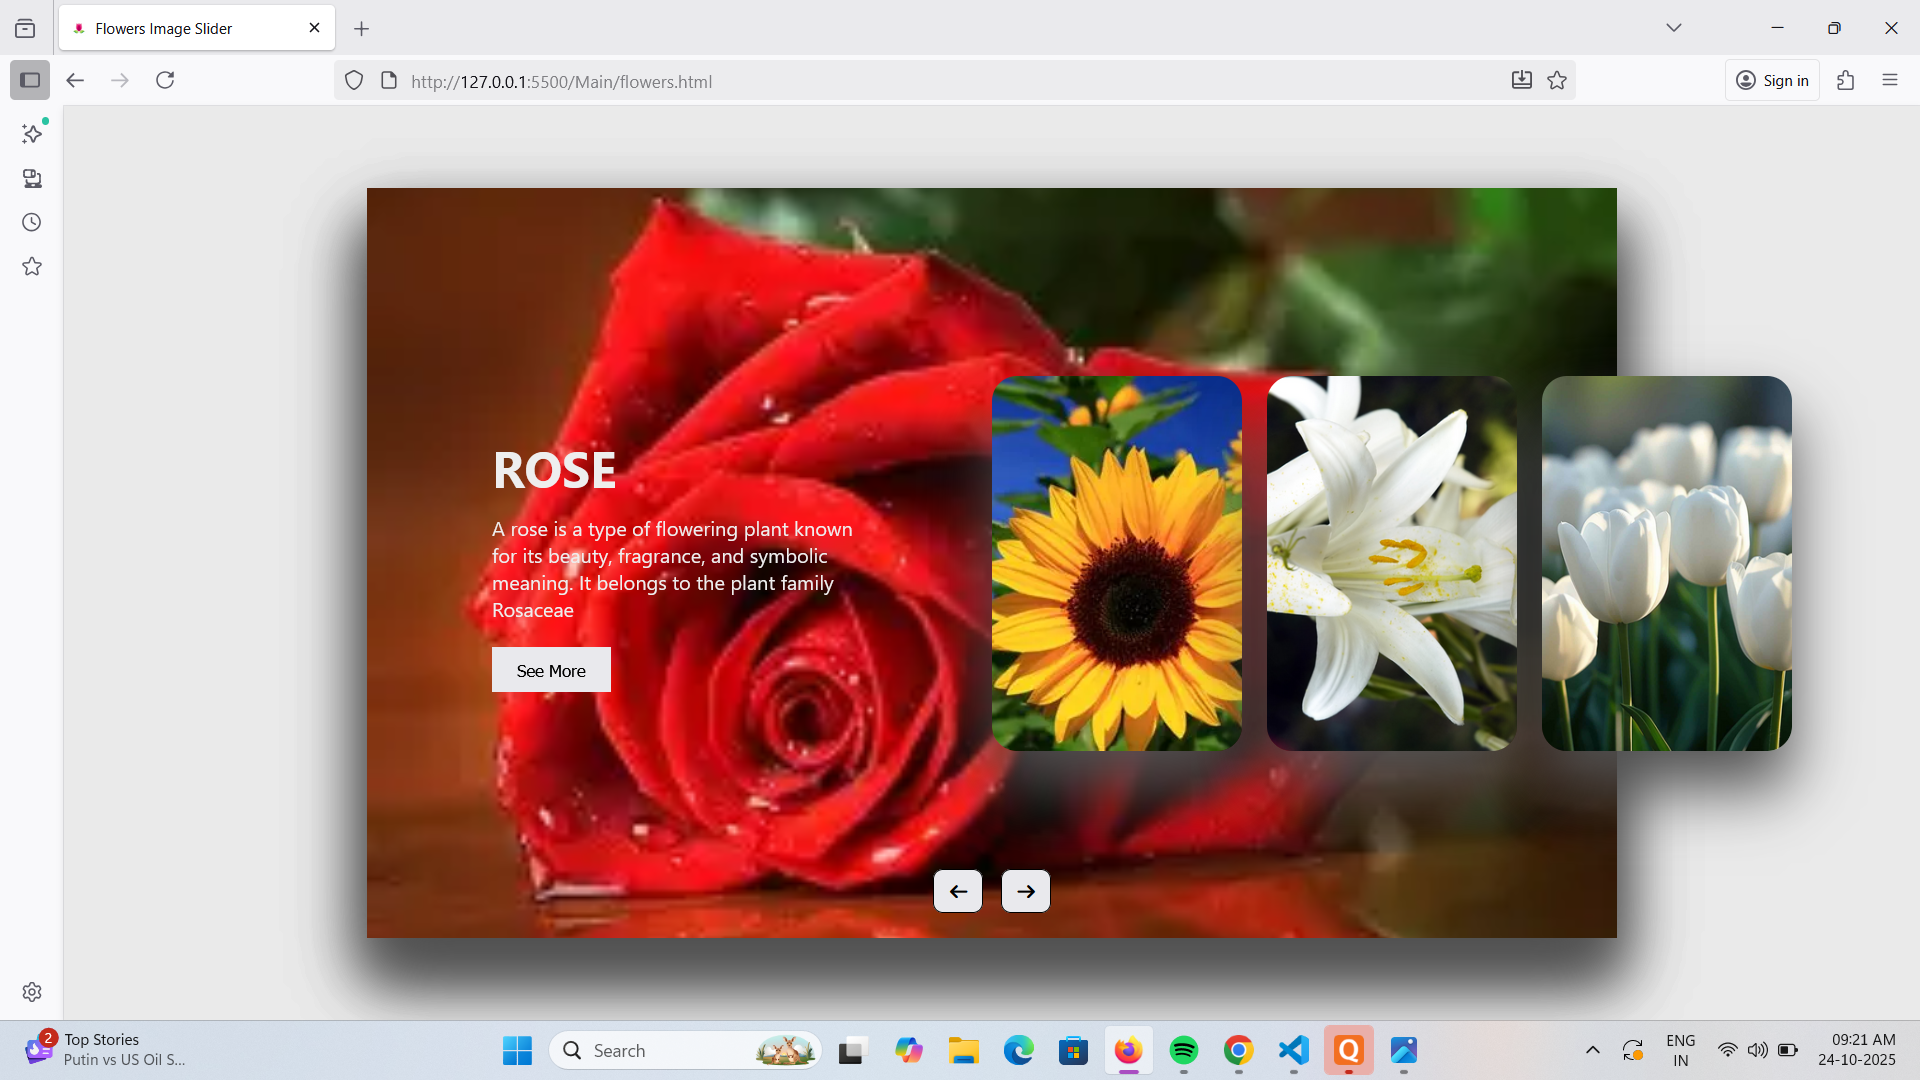 Flowers Image Slider
http://127.0.0.1:5500/Main/flowers.html
Sign in
ROSE
A rose is a type of flowering plant known
for its beauty, fragrance, and symbolic
meaning. It belongs to the plant family
Rosaceae
See More
2
Top Stories
Putin vs US Oil S...
Search
Q
ENG
IN
09:21 AM
24-10-2025